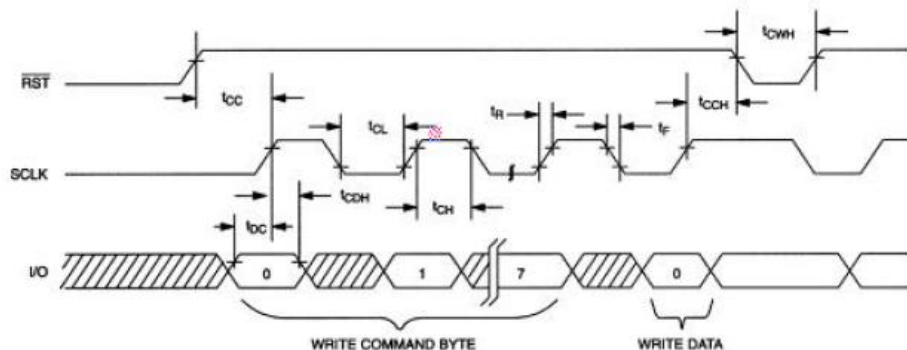 tCWH
RST
tCC
tCCH
tR
tF
tCL
SCLK
tCDH
tCH
tDC
I/O
0
1
7
0
WRITE COMMAND BYTE
WRITE DATA